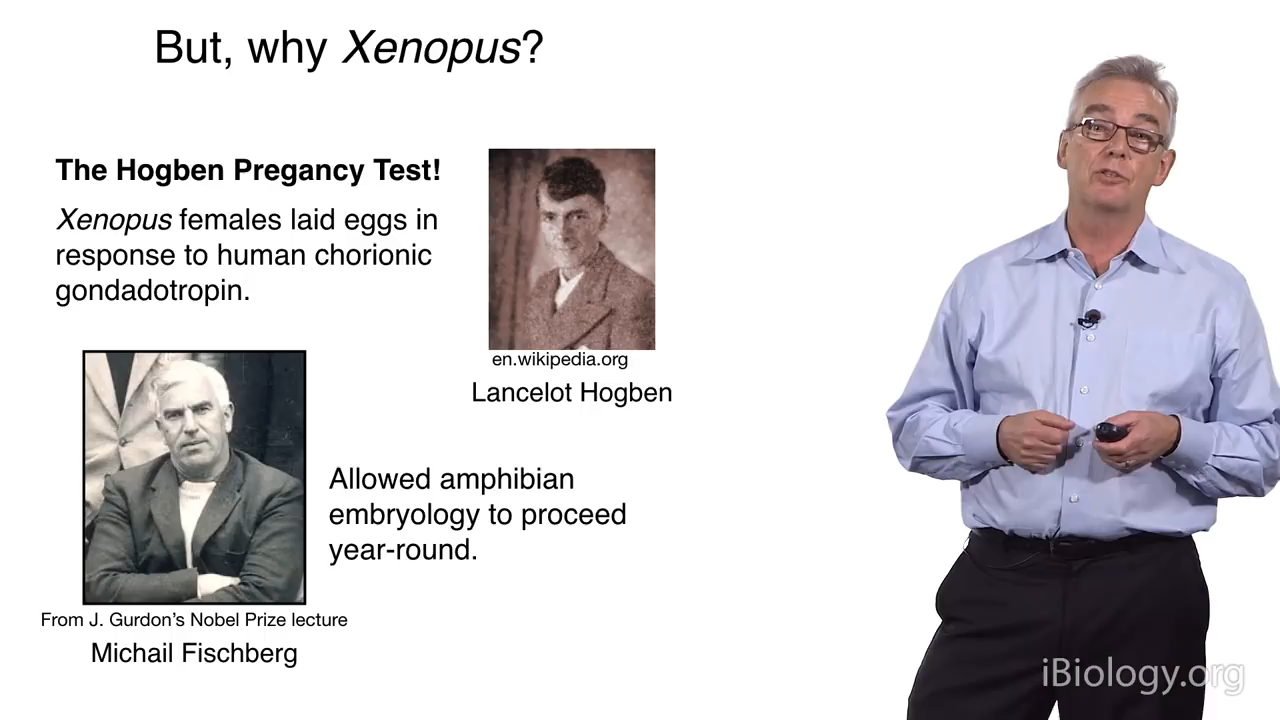 But, why Xenopus?
The Hogben Pregancy Test!
Xenopus females laid eggs in
response to human chorionic
gondadotropin.
en.wikipedia.org
Lancelot Hogben
Allowed amphibian
embryology to proceed
year-round.
From J. Gurdon's Nobel Prize lecture
Michail Fischberg
iBiology.org